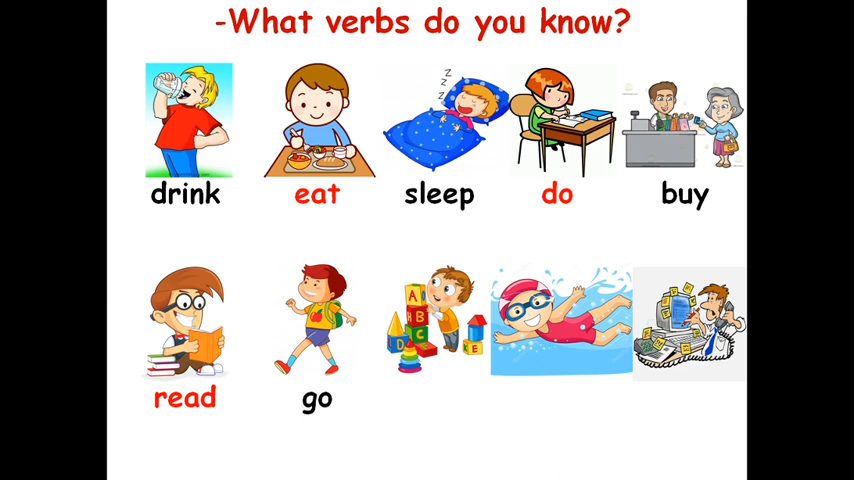 -What verbs do you know?
z
z
z
drink eat sleep do buy
A
B
C
D
E
read go